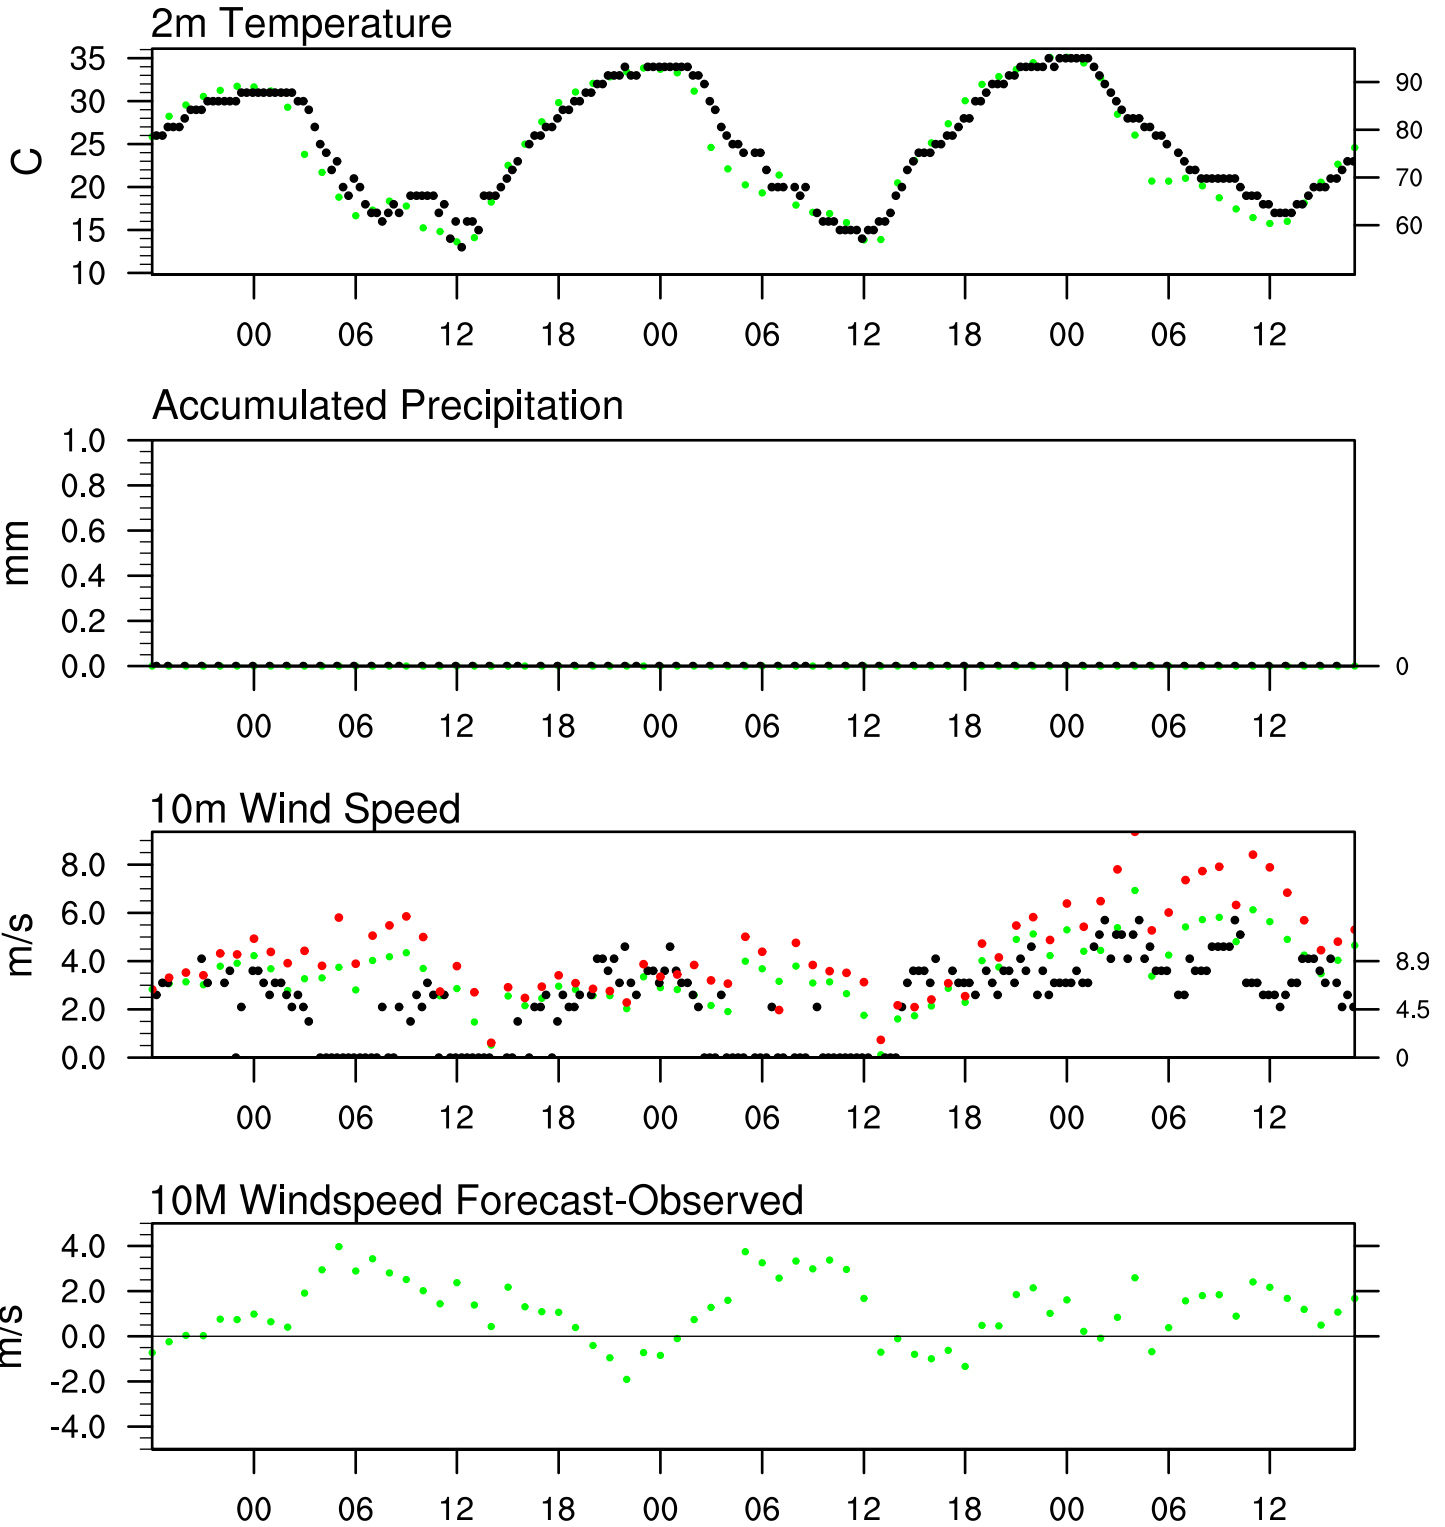 2m Temperature
35
30
25
20
15
10
C
90
80
70
60
00 06 12 18 00 06 12 18 00 06 12
Accumulated Precipitation
1.0
0.8
0.6
0.4
0.2
0.0
mm
0
00 06 12 18 00 06 12 18 00 06 12
10m Wind Speed
8.0
6.0
4.0
2.0
0.0
m/s
8.9
4.5
0
00 06 12 18 00 06 12 18 00 06 12
10M Windspeed Forecast-Observed
4.0
2.0
0.0
-2.0
-4.0
m/s
00 06 12 18 00 06 12 18 00 06 12